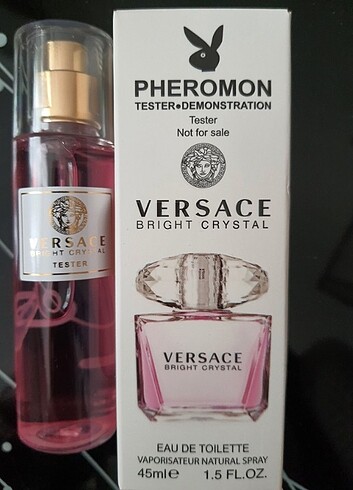 VERSACE
BRIGHT CRYSTAL
TESTER
PHEROMON
TESTER•DEMONSTRATION
Tester
Not for sale
VERSACE
BRIGHT CRYSTAL
VERSACE
BRIGHT CRYSTAL
EAU DE TOILETTE
VAPORISATEUR NATURAL SPRAY
45ml℮ 1.5 FL.OZ.